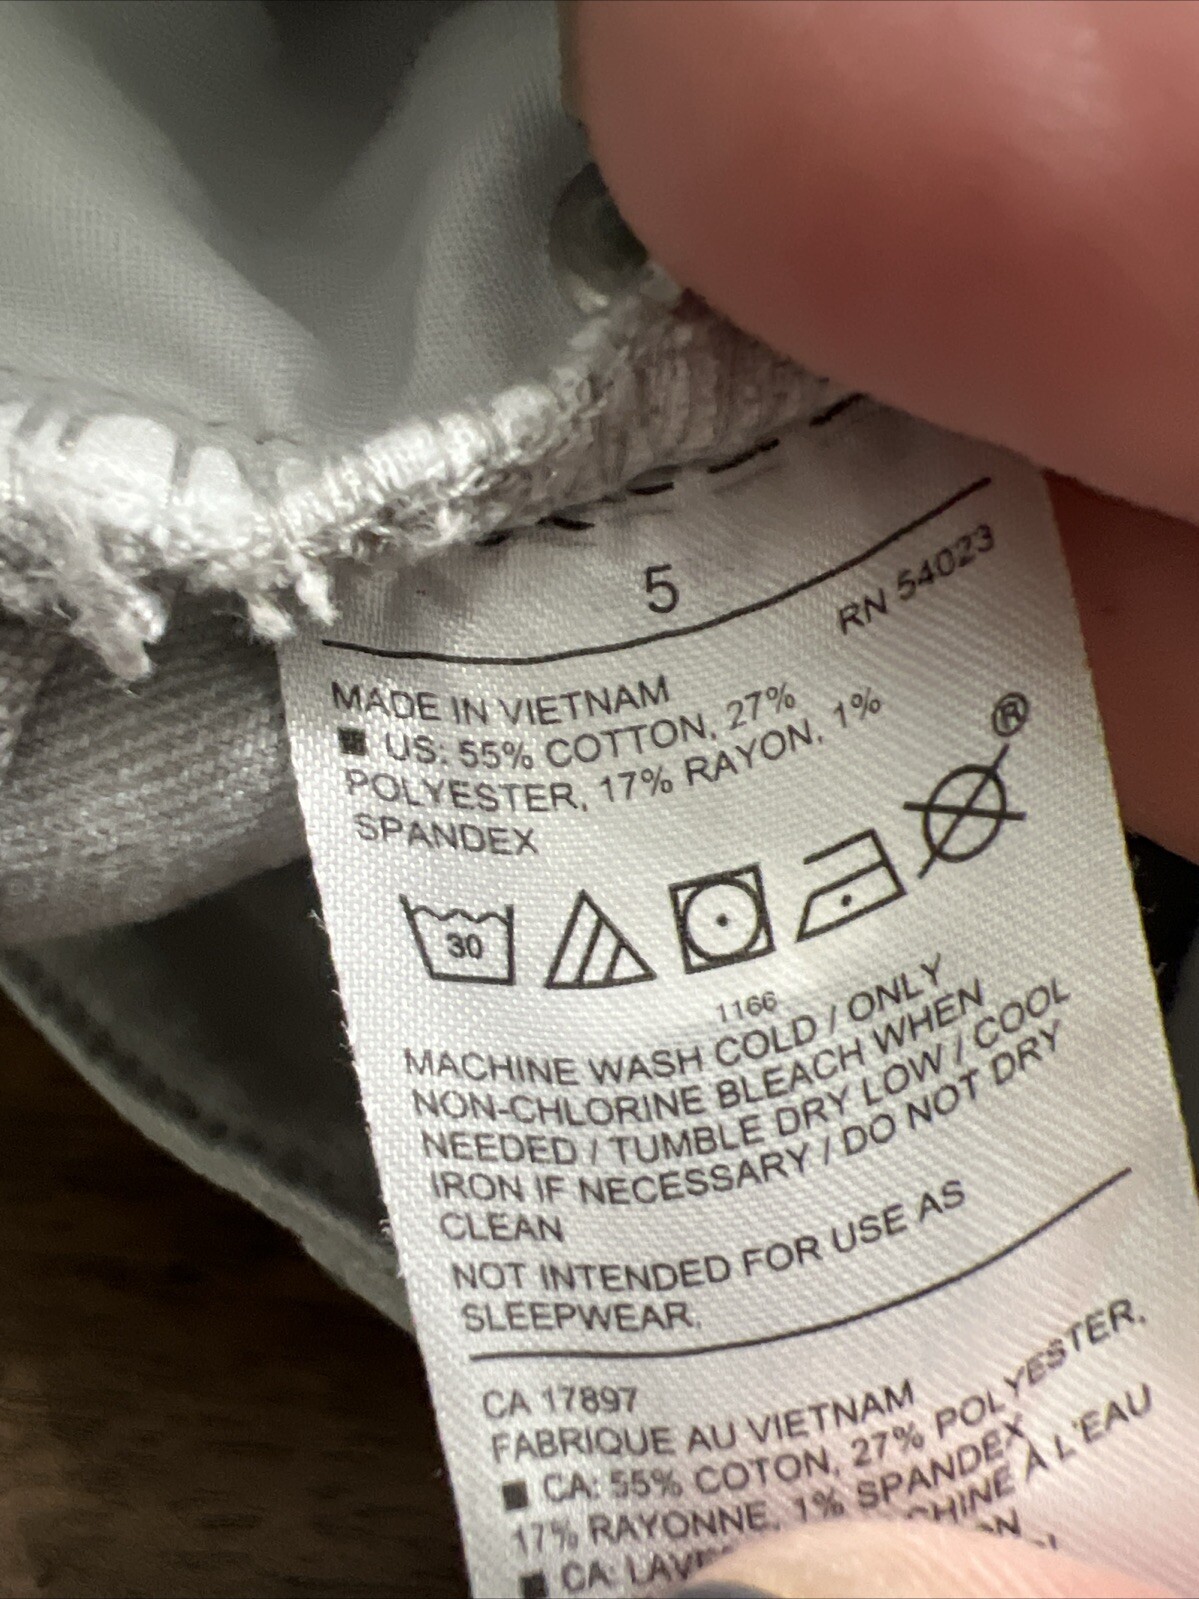 5
RN 54023
MADE IN VIETNAM
US: 55% COTTON, 27%
POLYESTER, 17% RAYON, 1%
SPANDEX
®
30
1166
MACHINE WASH COLD / ONLY
NON-CHLORINE BLEACH WHEN
NEEDED / TUMBLE DRY LOW / COOL
IRON IF NECESSARY / DO NOT DRY
CLEAN
NOT INTENDED FOR USE AS
SLEEPWEAR.
CA 17897
FABRIQUE AU VIETNAM
CA: 55% COTON, 27% POLYESTER,
17% RAYONNE, 1% SPANDEX
CA: À L'EAU